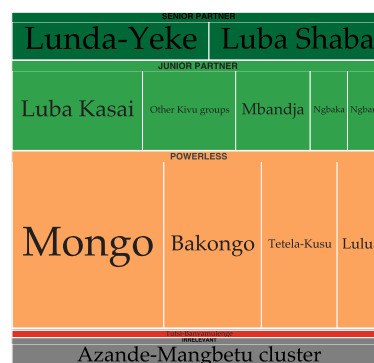 SENIOR PARTNER
Lunda-Yeke Luba Shaba
JUNIOR PARTNER
Luba Kasai Other Kivu groups Mbandja Ngbaka Ngban
POWERLESS
Mongo Bakongo Tetela-Kusu Lulu
Tutsi-Banyamulenge
IRRELEVANT
Azande-Mangbetu cluster